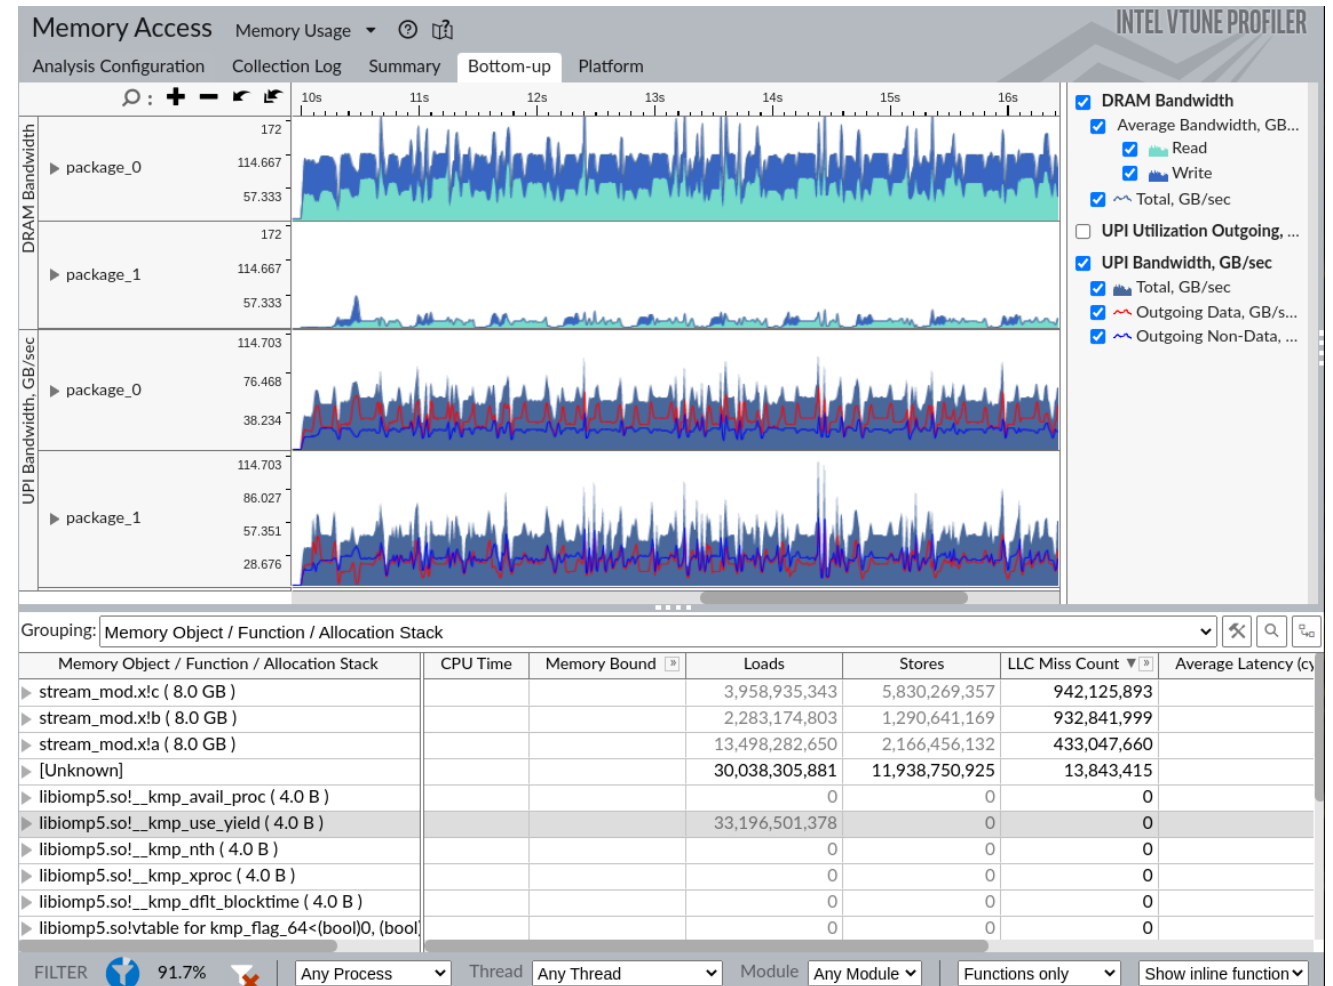 Memory Access Memory Usage
INTEL VTUNE PROFILER
Analysis Configuration Collection Log Summary Bottom-up Platform
10s 11s 12s 13s 14s 15s 16s
DRAM Bandwidth
package_0
172
114.667
57.333
package_1
172
114.667
57.333
UPI Bandwidth, GB/sec
package_0
114.703
76.468
38.234
package_1
114.703
86.027
57.351
28.676
DRAM Bandwidth
Average Bandwidth, GB...
Read
Write
Total, GB/sec
UPI Utilization Outgoing, ...
UPI Bandwidth, GB/sec
Total, GB/sec
Outgoing Data, GB/s...
Outgoing Non-Data, ...
Grouping: Memory Object / Function / Allocation Stack
Memory Object / Function / Allocation Stack CPU Time Memory Bound Loads Stores LLC Miss Count Average Latency (cy
stream_mod.x!c ( 8.0 GB ) 3,958,935,343 5,830,269,357 942,125,893
stream_mod.x!b ( 8.0 GB ) 2,283,174,803 1,290,641,169 932,841,999
stream_mod.x!a ( 8.0 GB ) 13,498,282,650 2,166,456,132 433,047,660
[Unknown] 30,038,305,881 11,938,750,925 13,843,415
libiomp5.so!__kmp_avail_proc ( 4.0 B ) 0 0 0
libiomp5.so!__kmp_use_yield ( 4.0 B ) 33,196,501,378 0 0
libiomp5.so!__kmp_nth ( 4.0 B ) 0 0 0
libiomp5.so!__kmp_xproc ( 4.0 B ) 0 0 0
libiomp5.so!__kmp_dflt_blocktime ( 4.0 B ) 0 0 0
libiomp5.so!vtable for kmp_flag_64<(bool)0, (bool) 0 0 0
FILTER 91.7% Any Process Thread Any Thread Module Any Module Functions only Show inline function